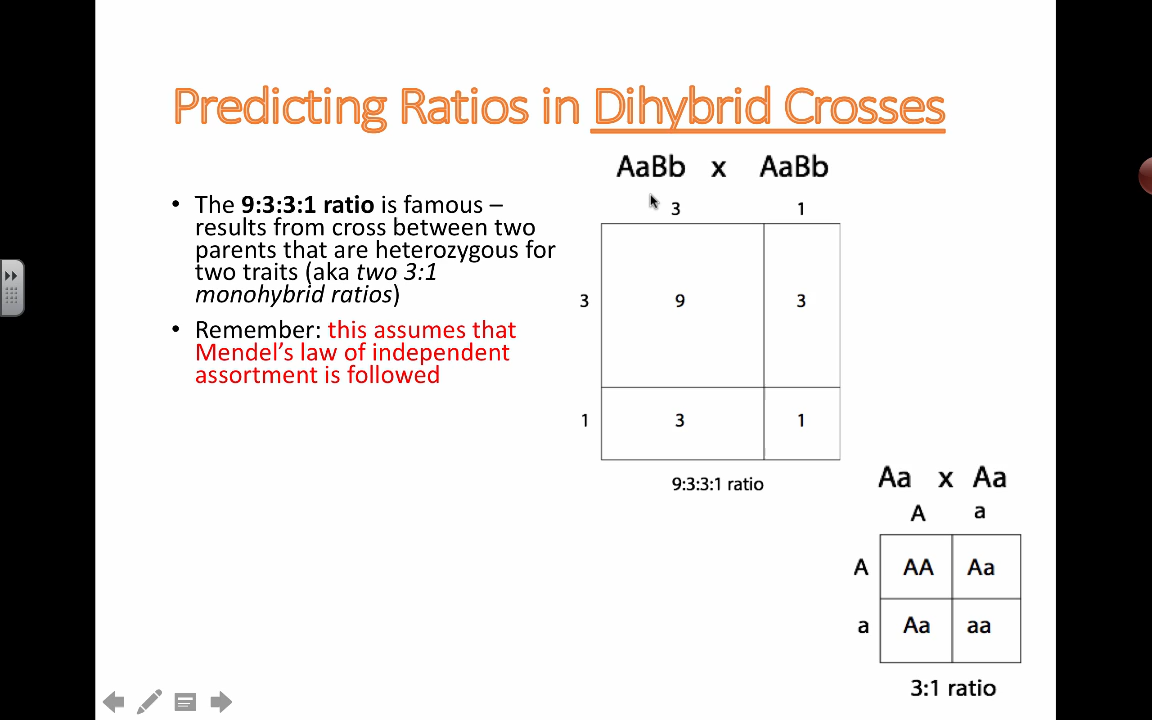 Predicting Ratios in Dihybrid Crosses
• The 9:3:3:1 ratio is famous –
results from cross between two
parents that are heterozygous for
two traits (aka two 3:1
monohybrid ratios)
• Remember: this assumes that
Mendel’s law of independent
assortment is followed
AaBb x AaBb
3 1
3 9 3
1 3 1
9:3:3:1 ratio
Aa x Aa
A a
A AA Aa
a Aa aa
3:1 ratio